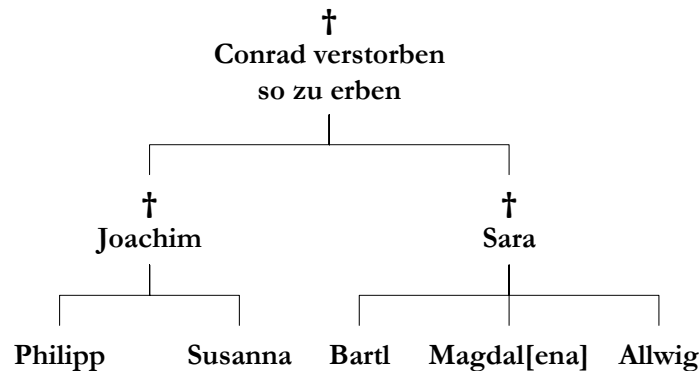 †
Conrad verstorben
so zu erben
† †
Joachim Sara
Philipp Susanna Bartl Magdal[ena] Allwig